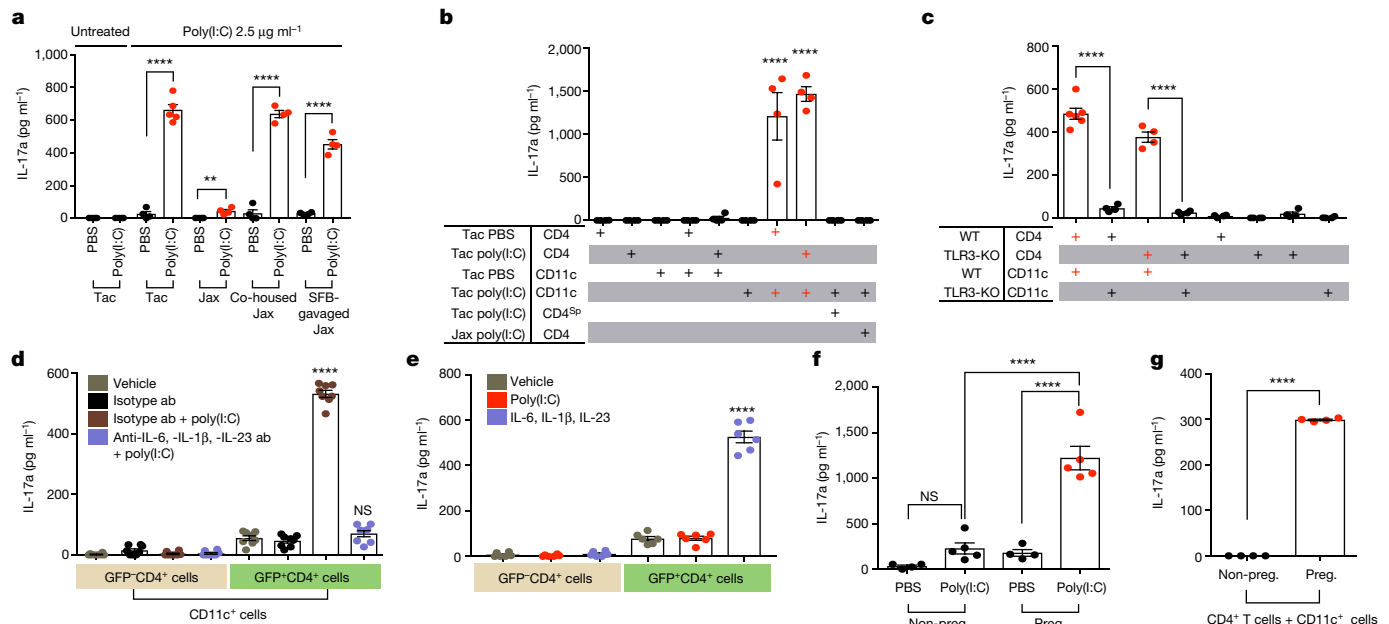 a
Untreated
Poly(I:C) 2.5 µg ml⁻¹
IL-17a (pg ml⁻¹)
1,000
800
600
400
200
0
****
**
****
****
PBS
Poly(I:C)
PBS
Poly(I:C)
PBS
Poly(I:C)
PBS
Poly(I:C)
PBS
Poly(I:C)
Tac
Tac
Jax
Co-housed
Jax
SFB-
gavaged
Jax
b
IL-17a (pg ml⁻¹)
2,000
1,500
1,000
500
0
**** ****
Tac PBS CD4 + + +
Tac poly(I:C) CD4 + + +
Tac PBS CD11c + + +
Tac poly(I:C) CD11c + + + + +
Tac poly(I:C) CD4ˢᵖ +
Jax poly(I:C) CD4 +
c
IL-17a (pg ml⁻¹)
800
600
400
200
0
****
****
WT CD4 + + +
TLR3-KO CD4 + + + +
WT CD11c + +
TLR3-KO CD11c + + +
d
IL-17a (pg ml⁻¹)
600
400
200
0
Vehicle
Isotype ab
Isotype ab + poly(I:C)
Anti-IL-6, -IL-1β, -IL-23 ab
+ poly(I:C)
****
NS
GFP⁻CD4⁺ cells
GFP⁺CD4⁺ cells
CD11c⁺ cells
e
IL-17a (pg ml⁻¹)
800
600
400
200
0
Vehicle
Poly(I:C)
IL-6, IL-1β, IL-23
****
GFP⁻CD4⁺ cells
GFP⁺CD4⁺ cells
f
IL-17a (pg ml⁻¹)
2,000
1,500
1,000
500
0
****
****
NS
PBS Poly(I:C) PBS Poly(I:C)
Non-preg. Preg.
g
IL-17a (pg ml⁻¹)
400
300
200
100
0
****
Non-preg. Preg.
CD4⁺ T cells + CD11c⁺ cells